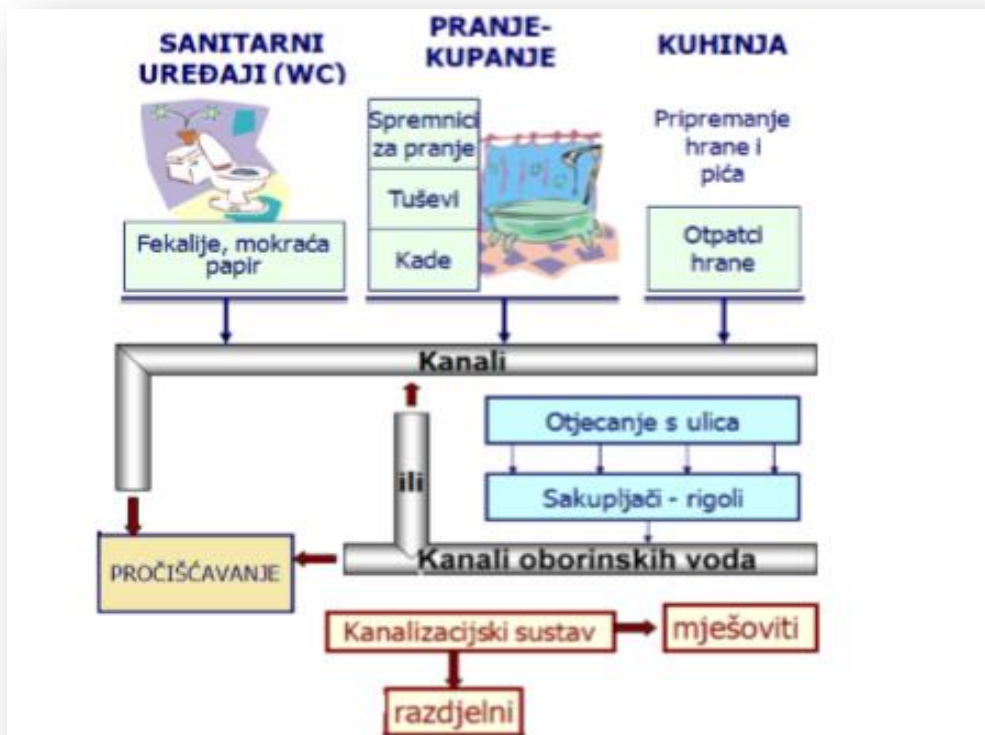 SANITARNI
UREĐAJI (WC)
PRANJE-
KUPANJE
KUHINJA
Fekalije, mokraća
papir
Spremnici
za pranje
Tuševi
Kade
Pripremanje
hrane i
pića
Otpatci
hrane
Kanali
ili
Otjecanje s ulica
Sakupljači - rigoli
Kanali oborinskih voda
PROČIŠĆAVANJE
Kanalizacijski sustav
mješoviti
razdjelni